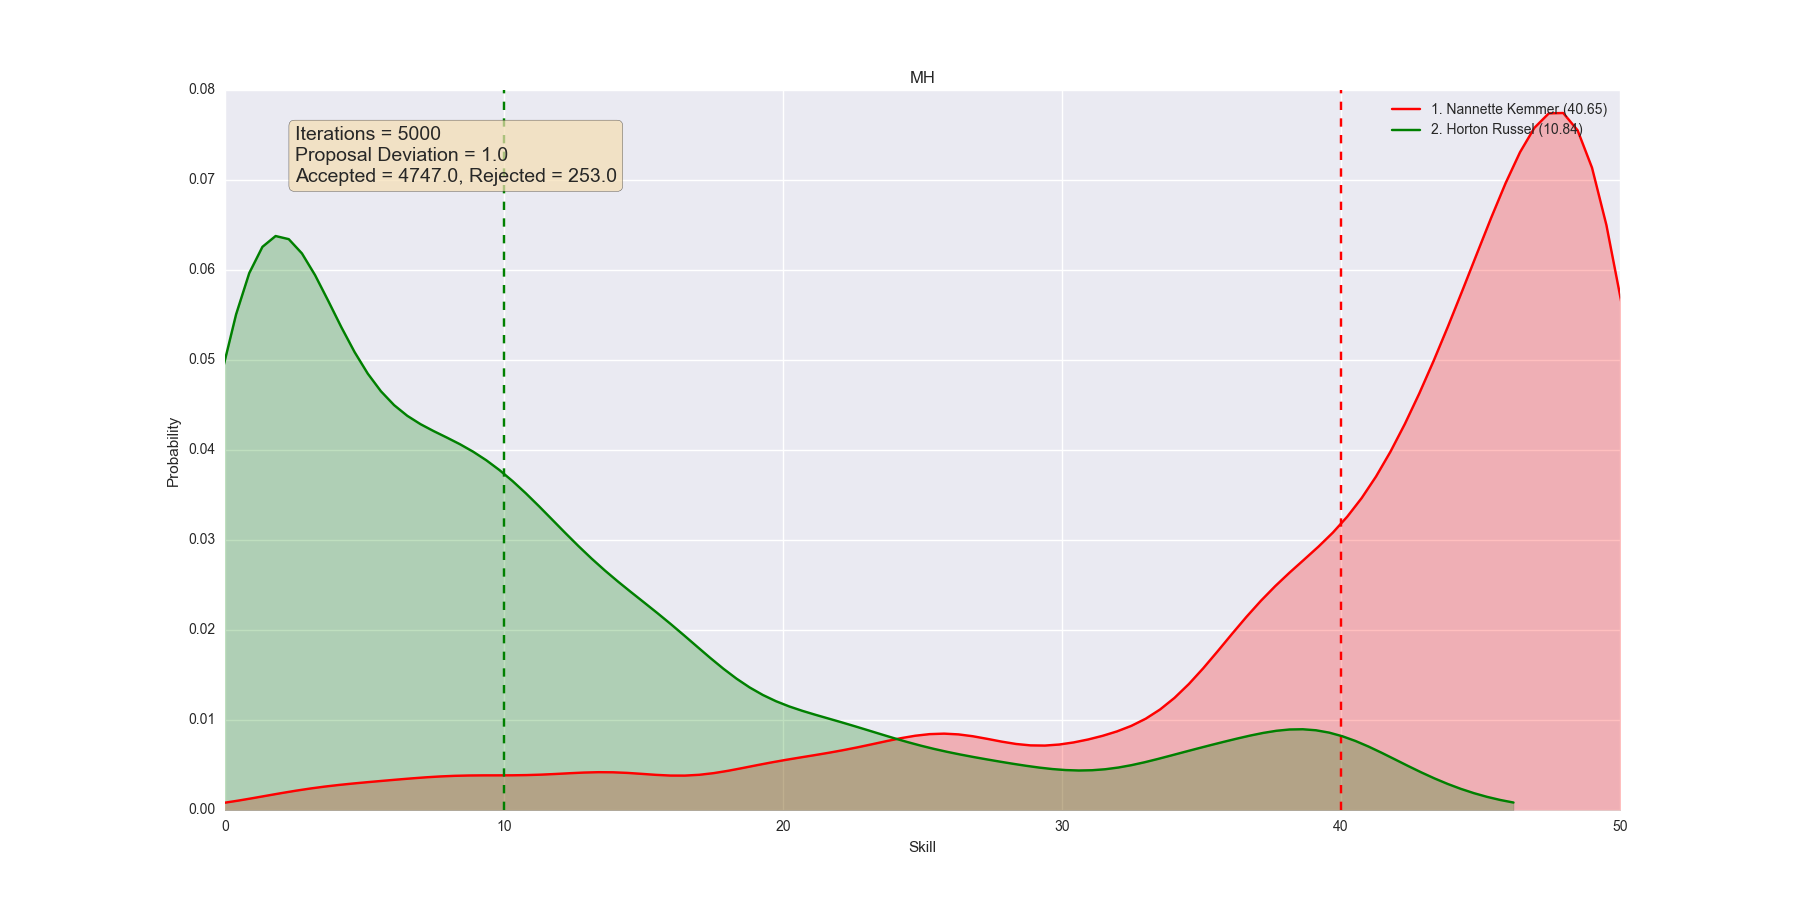 MH
1. Nannette Kemmer (40.65)
2. Horton Russel (10.84)
Iterations = 5000
Proposal Deviation = 1.0
Accepted = 4747.0, Rejected = 253.0
0.08
0.07
0.06
0.05
0.04
0.03
0.02
0.01
0.00
Probability
0 10 20 30 40 50
Skill